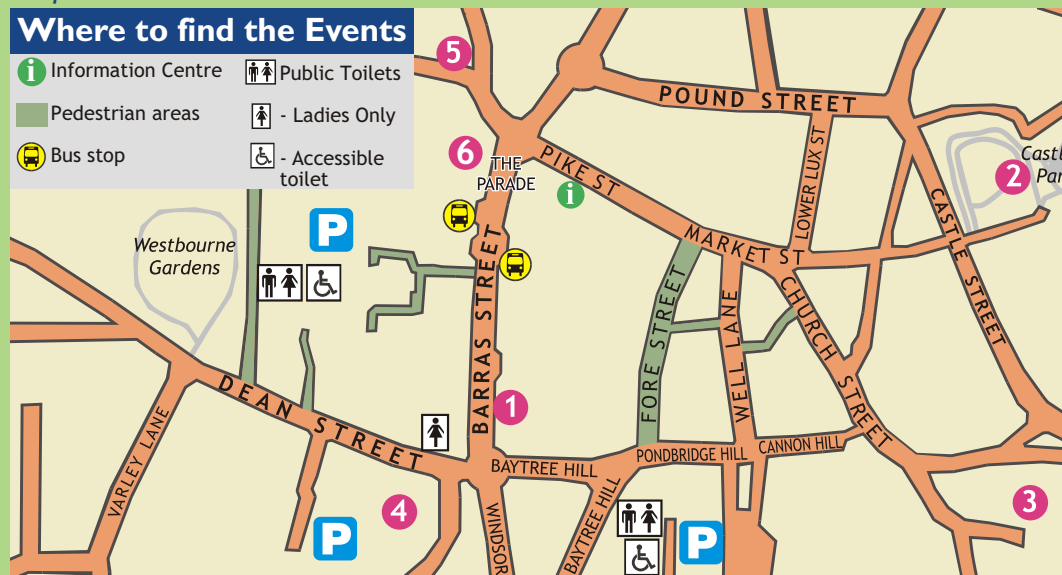 Where to find the Events
i Information Centre
Public Toilets
Pedestrian areas
- Ladies Only
Bus stop
- Accessible
toilet
5
POUND STREET
6
THE
PARADE
PIKE ST
i
LOWER LUX ST
2
CASTLE STREET
Westbourne
Gardens
P
MARKET ST
BARRAS STREET
FORE STREET
WELL LANE
CHURCH STREET
DEAN STREET
1
VARLEY LANE
BAYTREE HILL
PONDBRIDGE HILL
CANNON HILL
4
WINDSOR
BAYTREE HILL
3
P
P